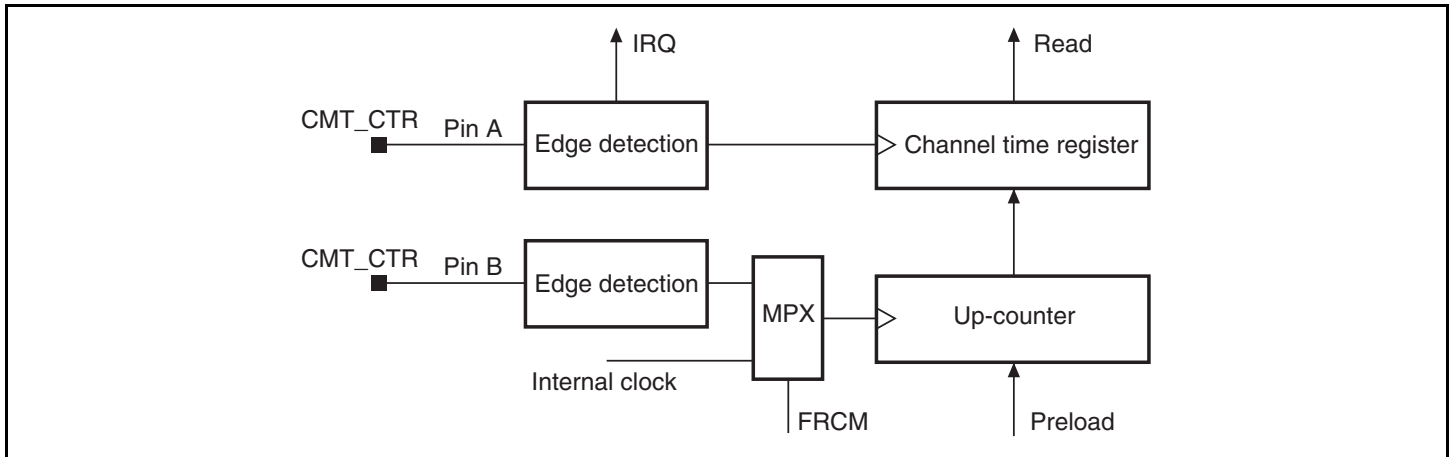 IRQ
Read
CMT_CTR
Pin A
Edge detection
Channel time register
CMT_CTR
Pin B
Edge detection
MPX
Up-counter
Internal clock
FRCM
Preload